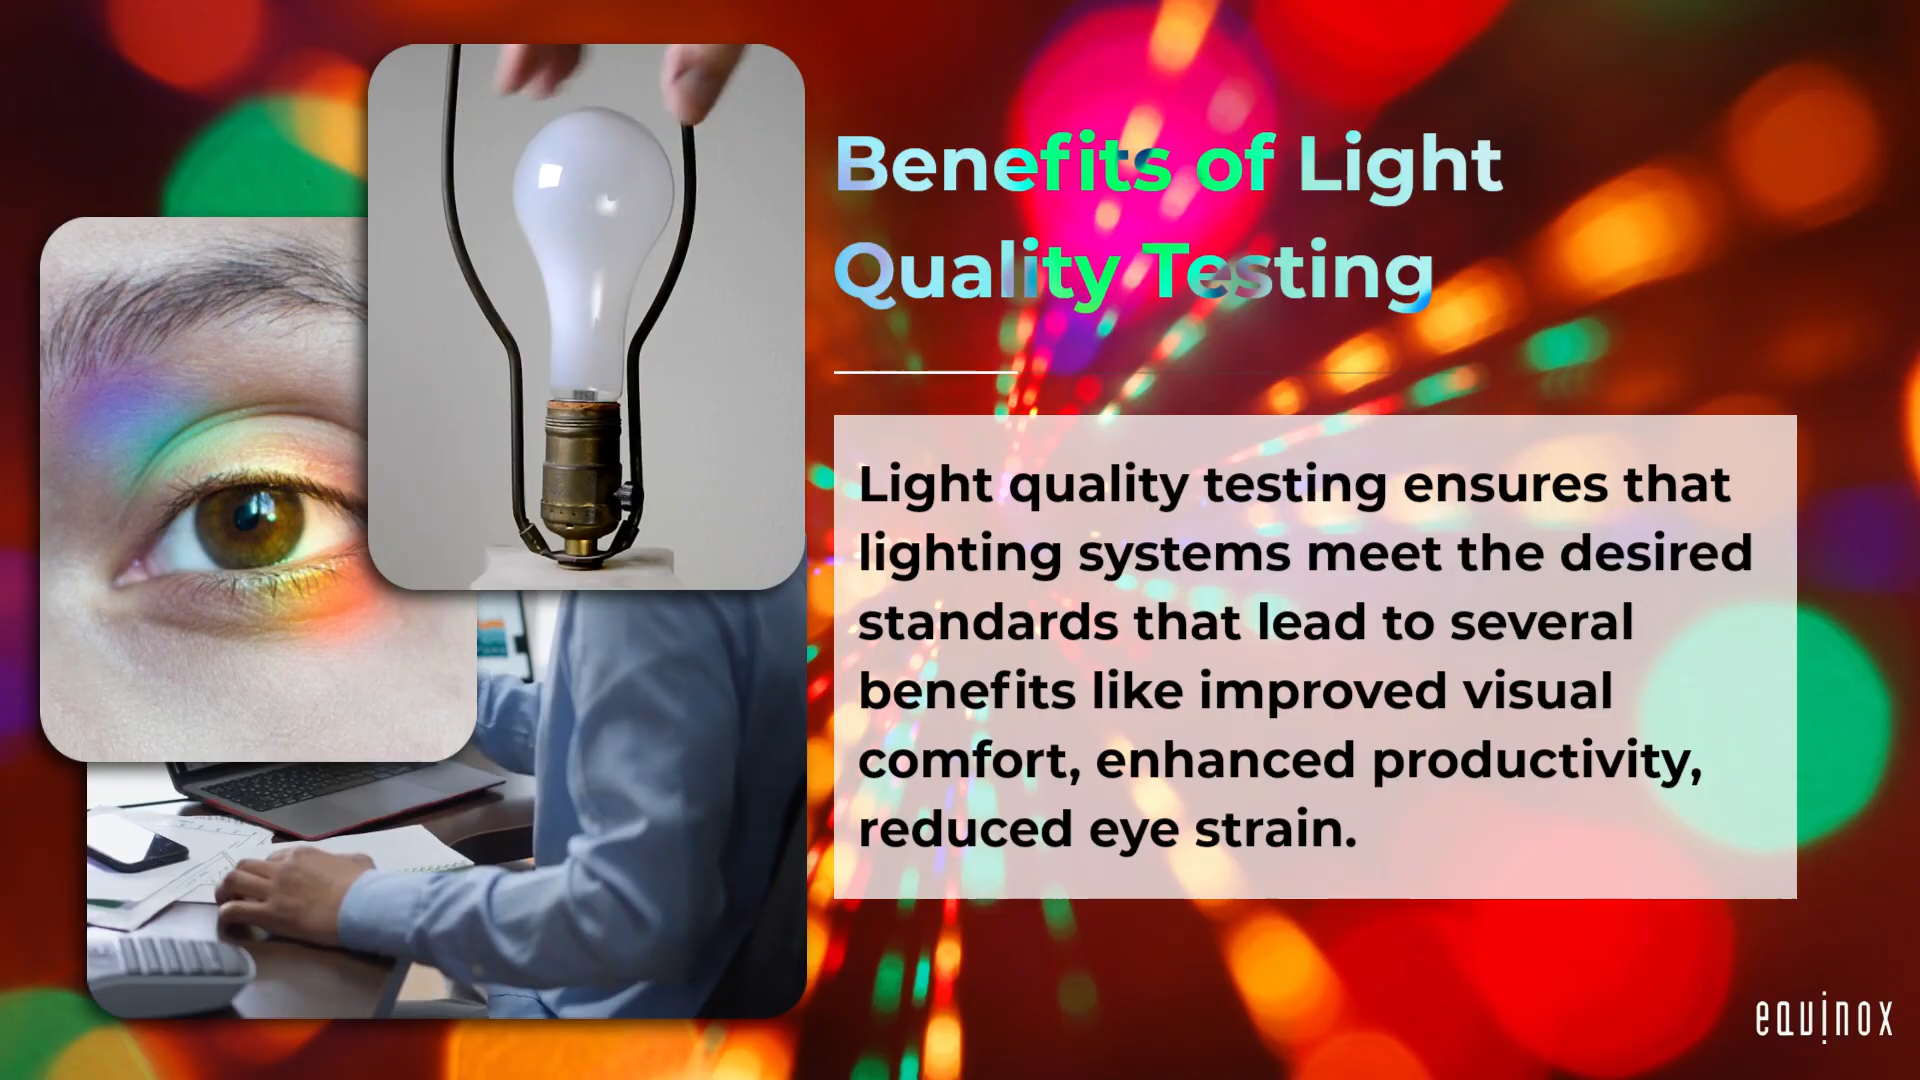 Benefits of Light
Quality Testing
Light quality testing ensures that
lighting systems meet the desired
standards that lead to several
benefits like improved visual
comfort, enhanced productivity,
reduced eye strain.
equinox